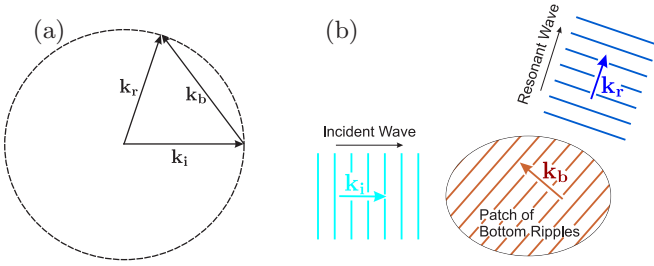 (a)
k_r
k_b
k_i
(b)
Incident Wave
k_i
Resonant Wave
k_r
k_b
Patch of
Bottom Ripples